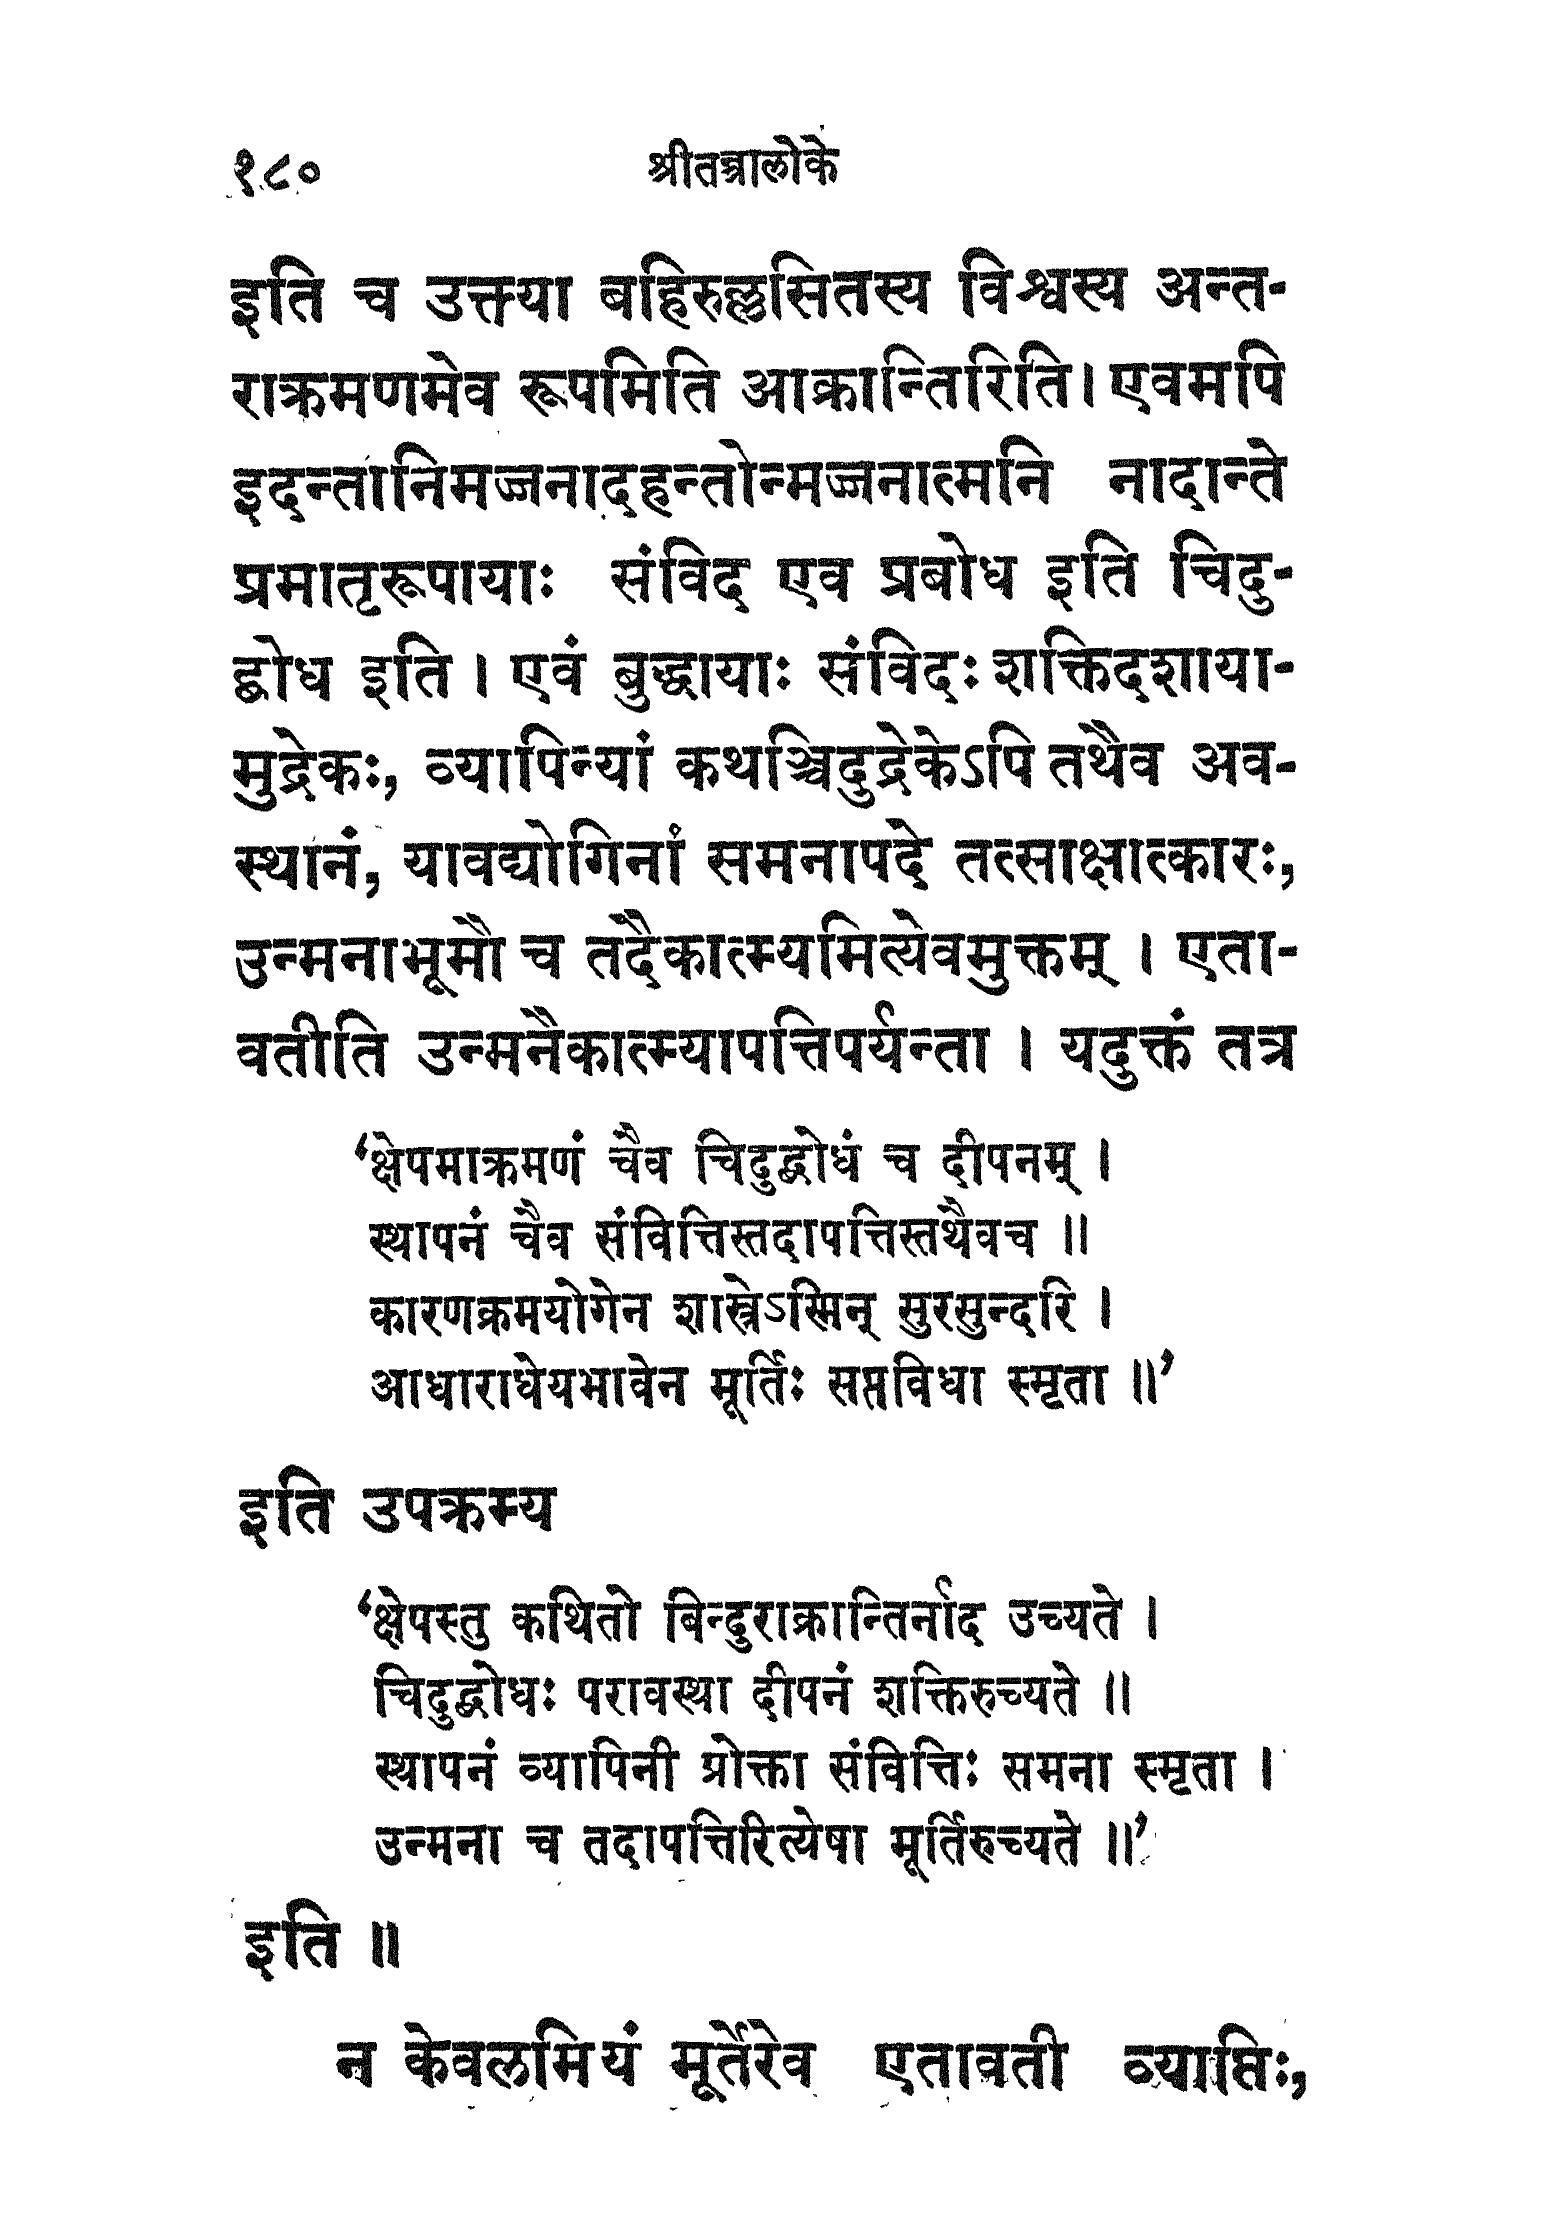 १८० श्रीतन्त्रालोके
इति च उक्त्या बहिरुल्लसितस्य विश्वस्य अन्त-
राक्रमणमेव रूपमिति आक्रान्तिरिति। एवमपि
इदन्तानिमज्जनादहन्तोन्मज्जनात्मनि नादान्ते
प्रमातृरूपायाः संविद एव प्रबोध इति चिदु-
द्बोध इति । एवं बुद्धायाः संविदः शक्तिदशाया-
मुद्रेकः, व्यापिन्यां कथञ्चिदुद्रेकेऽपि तथैव अव-
स्थानं, यावद्योगिनां समनापदे तत्साक्षात्कारः,
उन्मनाभूमौ च तदैकात्म्यमित्येवमुक्तम् । एता-
वतीति उन्मनैकात्म्यापत्तिपर्यन्ता । यदुक्तं तत्र
‘क्षेपमाक्रमणं चैव चिदुद्बोधं च दीपनम् ।
स्थापनं चैव संवित्तिस्तदापत्तिस्तथैवच ॥
कारणक्रमयोगेन शास्त्रेऽस्मिन् सुरसुन्दरि ।
आधाराधेयभावेन मूर्तिः सप्तविधा स्मृता ॥’
इति उपक्रम्य
‘क्षेपस्तु कथितो बिन्दुराक्रान्तिर्नाद उच्यते ।
चिदुद्बोधः परावस्था दीपनं शक्तिरुच्यते ॥
स्थापनं व्यापिनी प्रोक्ता संवित्तिः समना स्मृता ।
उन्मना च तदापत्तिरित्येषा मूर्तिरुच्यते ॥’
इति ॥
न केवलमियं मूर्तेरेव एतावती व्याप्तिः,